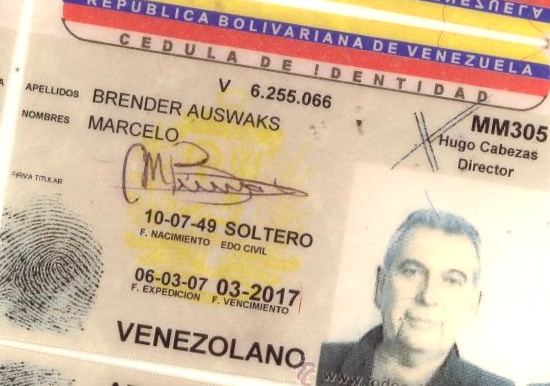 VENEZUELA
REPUBLICA BOLIVARIANA DE VENEZUELA
CEDULA DE IDENTIDAD
V 6.255.066
MM305
APELLIDOS BRENDER AUSWAKS
Hugo Cabezas
NOMBRES MARCELO
Director
FIRMA TITULAR
10-07-49 SOLTERO
F. NACIMIENTO EDO CIVIL
06-03-07 03-2017
F. EXPEDICION F. VENCIMIENTO
VENEZOLANO